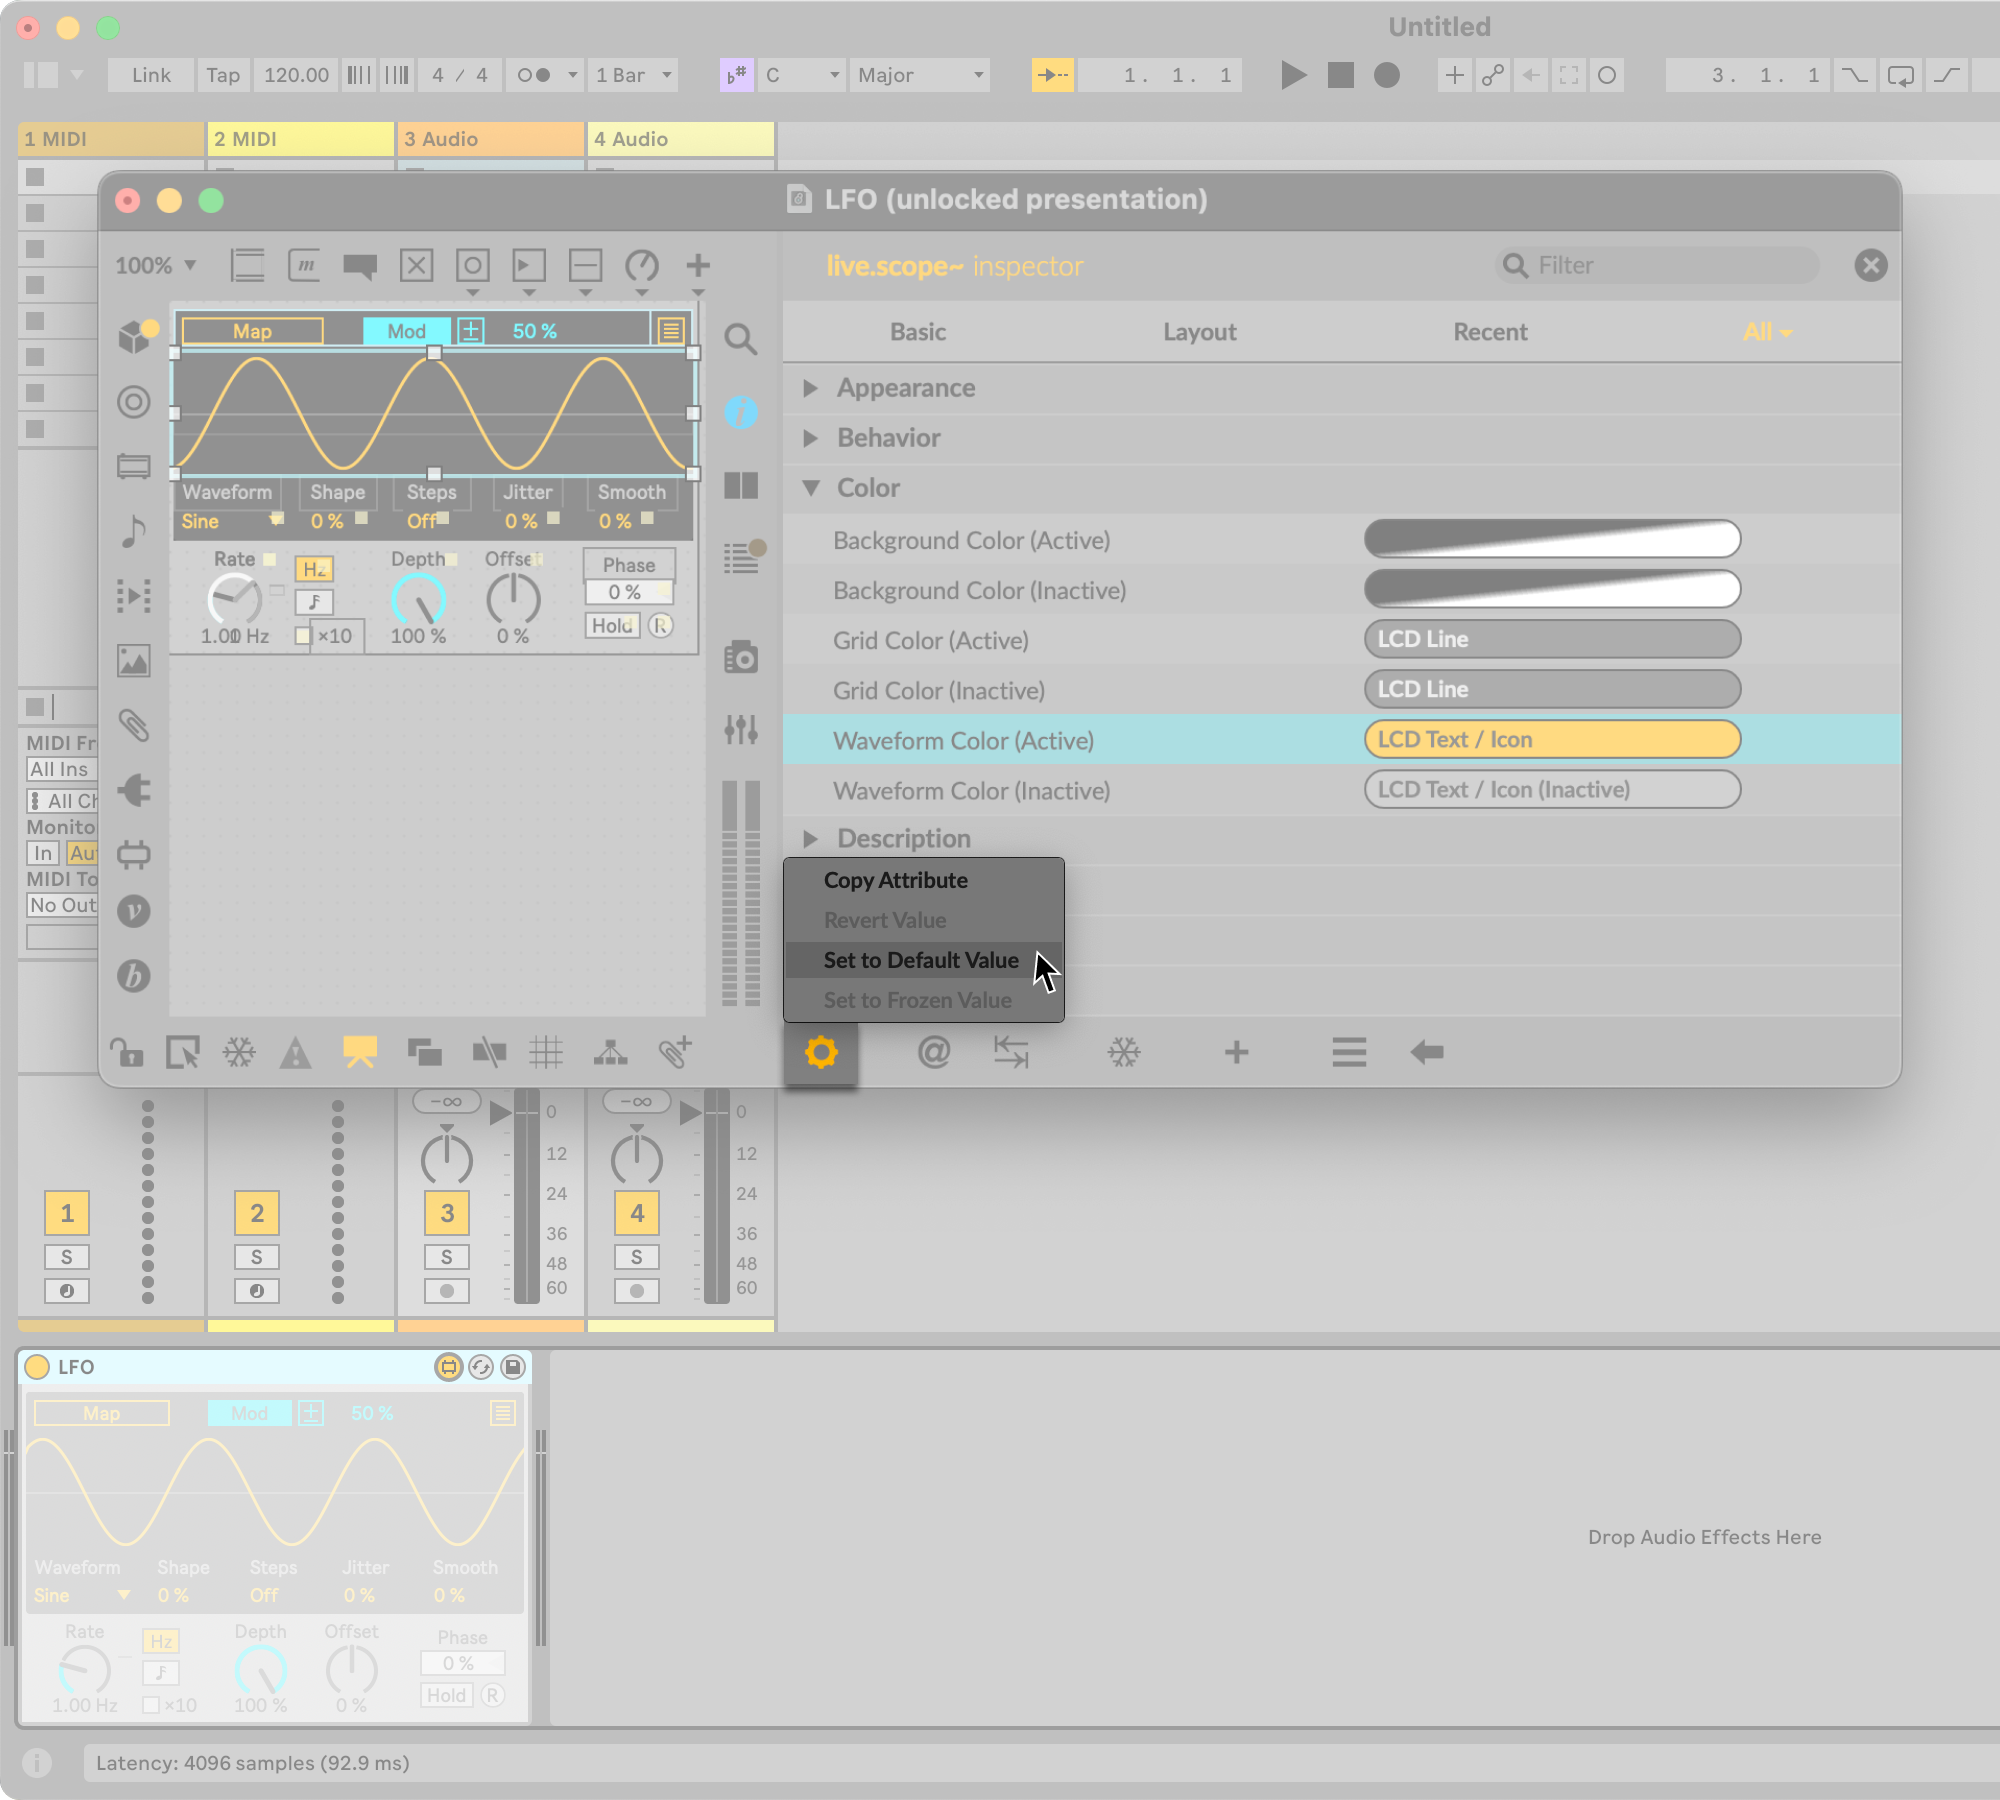 Untitled
Link Tap 120.00 4 / 4 1 Bar C Major 1. 1. 1 3. 1. 1
1 MIDI 2 MIDI 3 Audio 4 Audio
LFO (unlocked presentation)
100% m
live.scope~ inspector
Filter
Map Mod ± 50 %
Basic Layout Recent All
Appearance
Behavior
Color
Waveform Shape Steps Jitter Smooth
Sine 0 % Off 0 % 0 %
Rate Hz Depth Offset Phase
0 %
Hold R
1.00 Hz ×10 100 % 0 %
Background Color (Active)
Background Color (Inactive)
Grid Color (Active) LCD Line
Grid Color (Inactive) LCD Line
Waveform Color (Active) LCD Text / Icon
Waveform Color (Inactive) LCD Text / Icon (Inactive)
Description
Copy Attribute
Revert Value
Set to Default Value
Set to Frozen Value
MIDI Fr
All Ins
All Ch
Monito
In Au
MIDI To
No Out
i
v
b
@
-∞ 0 -∞ 0
12 12
24 24
1 2 3 4
36 36
S S S S
48 48
60 60
LFO
Map Mod ± 50 %
Waveform Shape Steps Jitter Smooth
Sine 0 % Off 0 % 0 %
Rate Hz Depth Offset Phase
0 %
Hold R
1.00 Hz ×10 100 % 0 %
Drop Audio Effects Here
i
Latency: 4096 samples (92.9 ms)